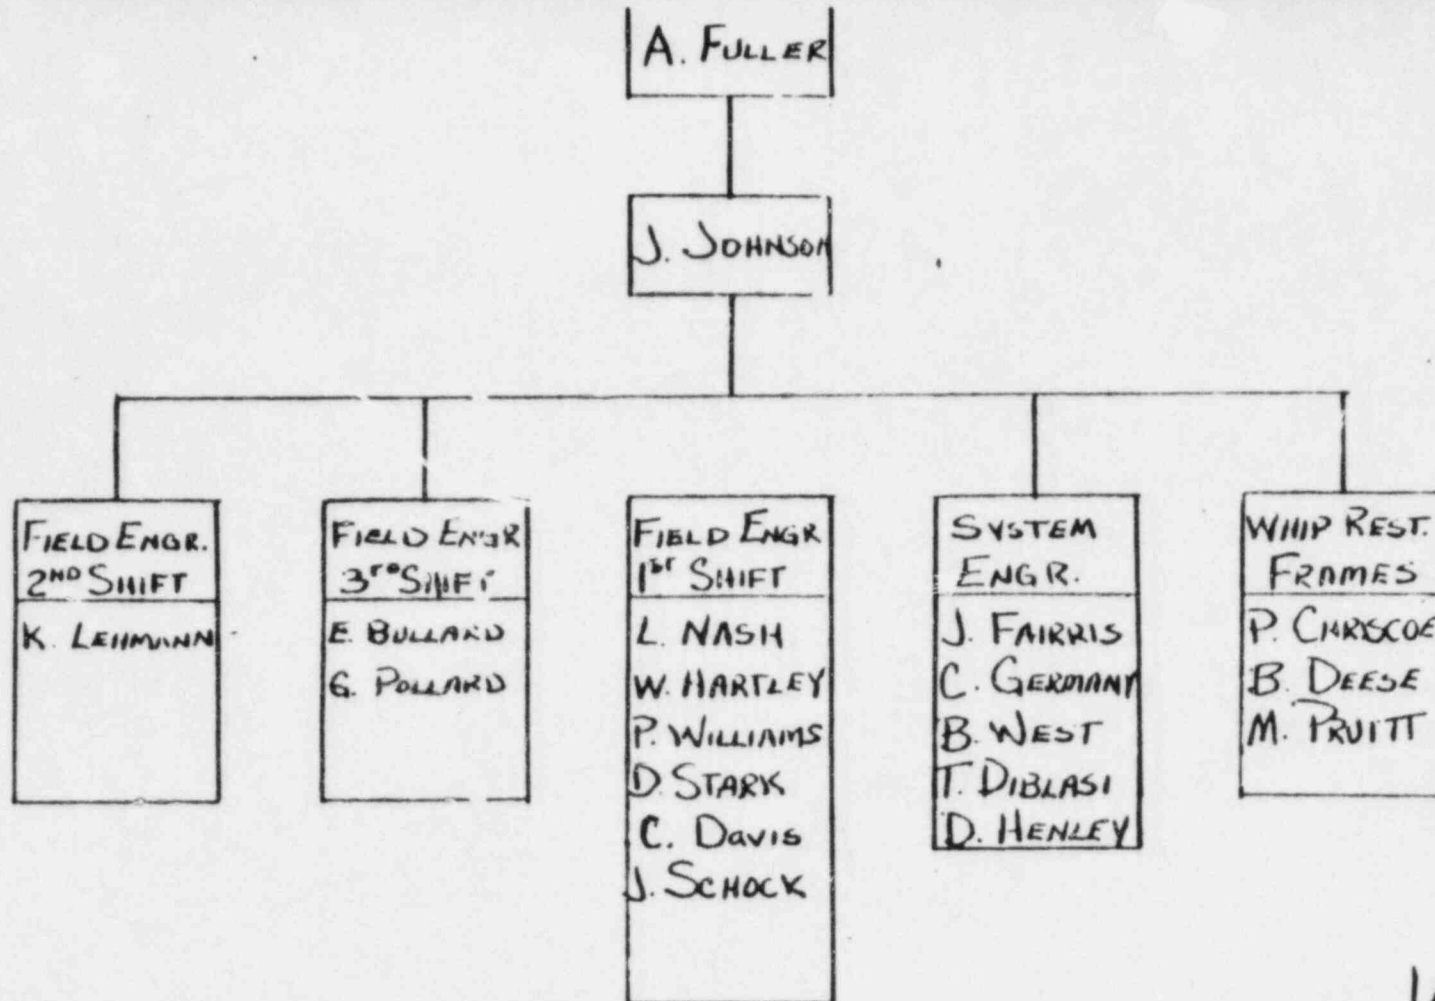 A. FULLER
J. JOHNSON
FIELD ENGR.
2ND SHIFT
K. LEHMANN
FIELD ENGR
3rd SHIFT
E. BULLARD
G. POLLARD
FIELD ENGR
1st SHIFT
L. NASH
W. HARTLEY
P. WILLIAMS
D. STARK
C. DAVIS
J. SCHOCK
SYSTEM
ENGR.
J. FAIRRIS
C. GERMANY
B. WEST
T. DIBLASI
D. HENLEY
WHIP REST.
FRAMES
P. CHRISCOE
B. DEESE
M. PRUITT